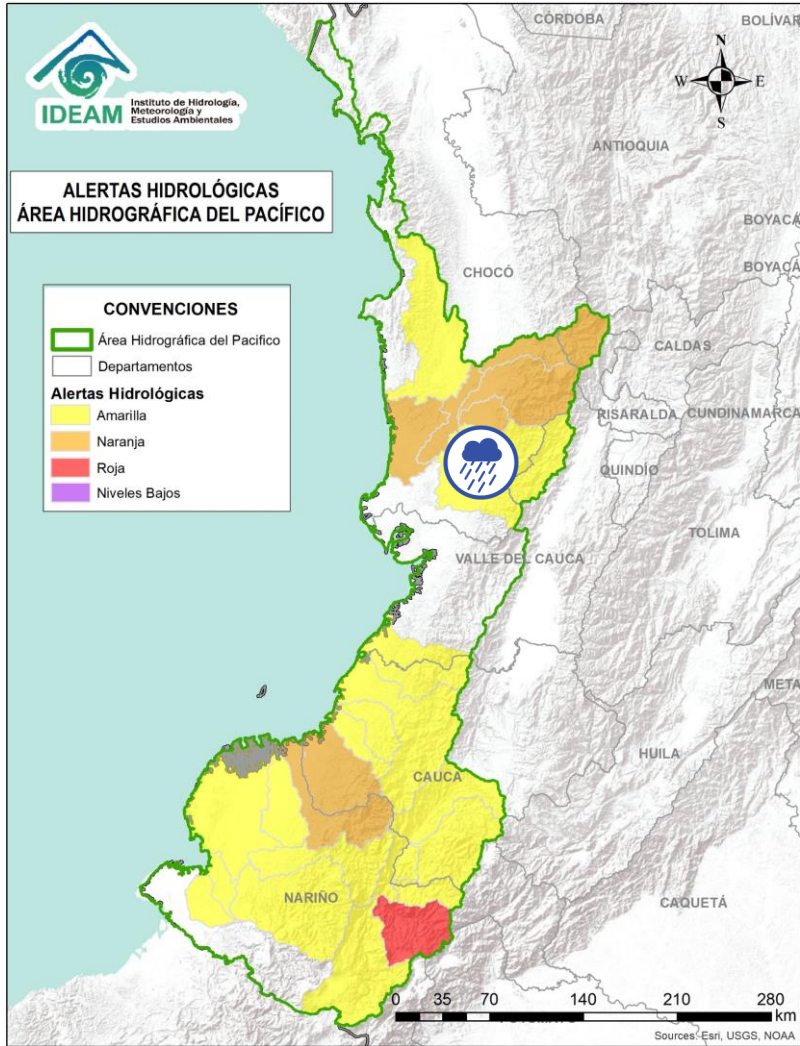 CÓRDOBA
BOLÍVAR
IDEAM
Instituto de Hidrología,
Meteorología y
Estudios Ambientales
N
W E
S
ANTIOQUIA
ALERTAS HIDROLÓGICAS
ÁREA HIDROGRÁFICA DEL PACÍFICO
BOYACÁ
CHOCÓ
BOYACÁ
CONVENCIONES
Área Hidrográfica del Pacífico
Departamentos
Alertas Hidrológicas
Amarilla
Naranja
Roja
Niveles Bajos
CALDAS
RISARALDA
CUNDINAMARCA
QUINDÍO
TOLIMA
VALLE DEL CAUCA
META
HUILA
CAUCA
NARIÑO
CAQUETÁ
0 35 70 140 210 280
km
Sources: Esri, USGS, NOAA